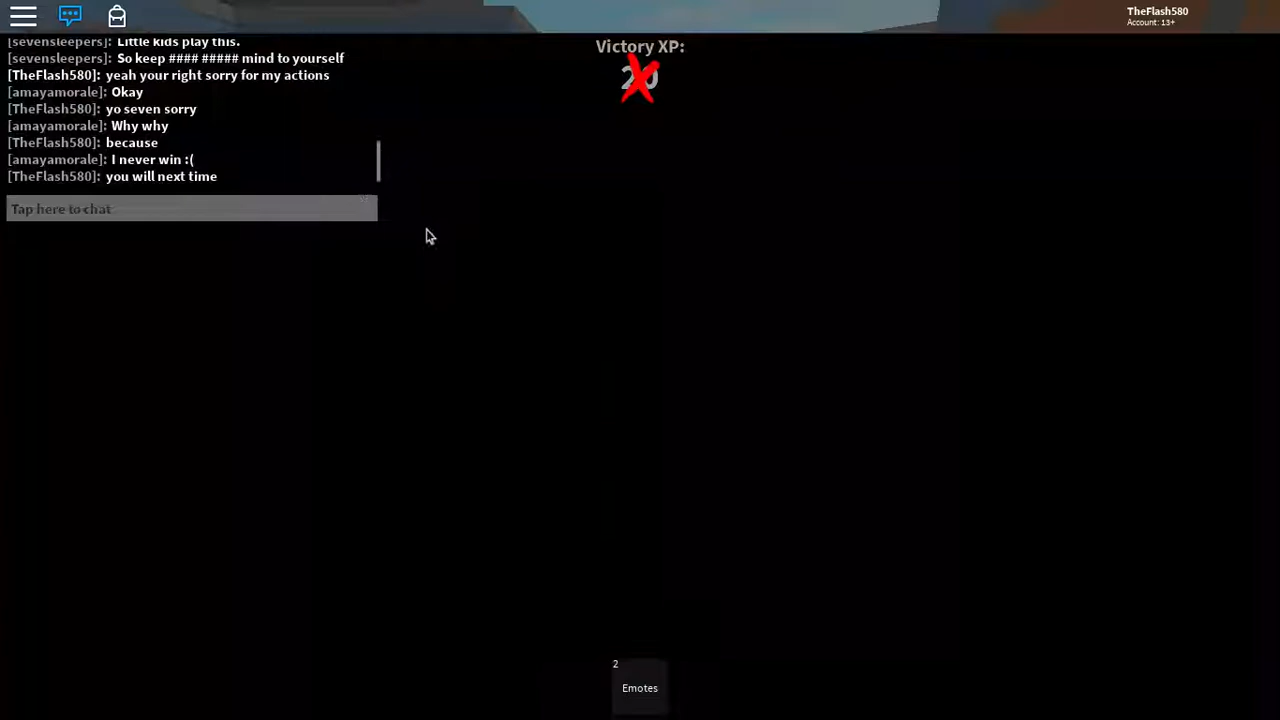 TheFlash580
Account: 13+
[sevensleepers]: Little kids play this.
[sevensleepers]: So keep #### ##### mind to yourself
[TheFlash580]: yeah your right sorry for my actions
[amayamorale]: Okay
[TheFlash580]: yo seven sorry
[amayamorale]: Why why
[TheFlash580]: because
[amayamorale]: I never win :(
[TheFlash580]: you will next time
Tap here to chat
Victory XP:
20
2
Emotes